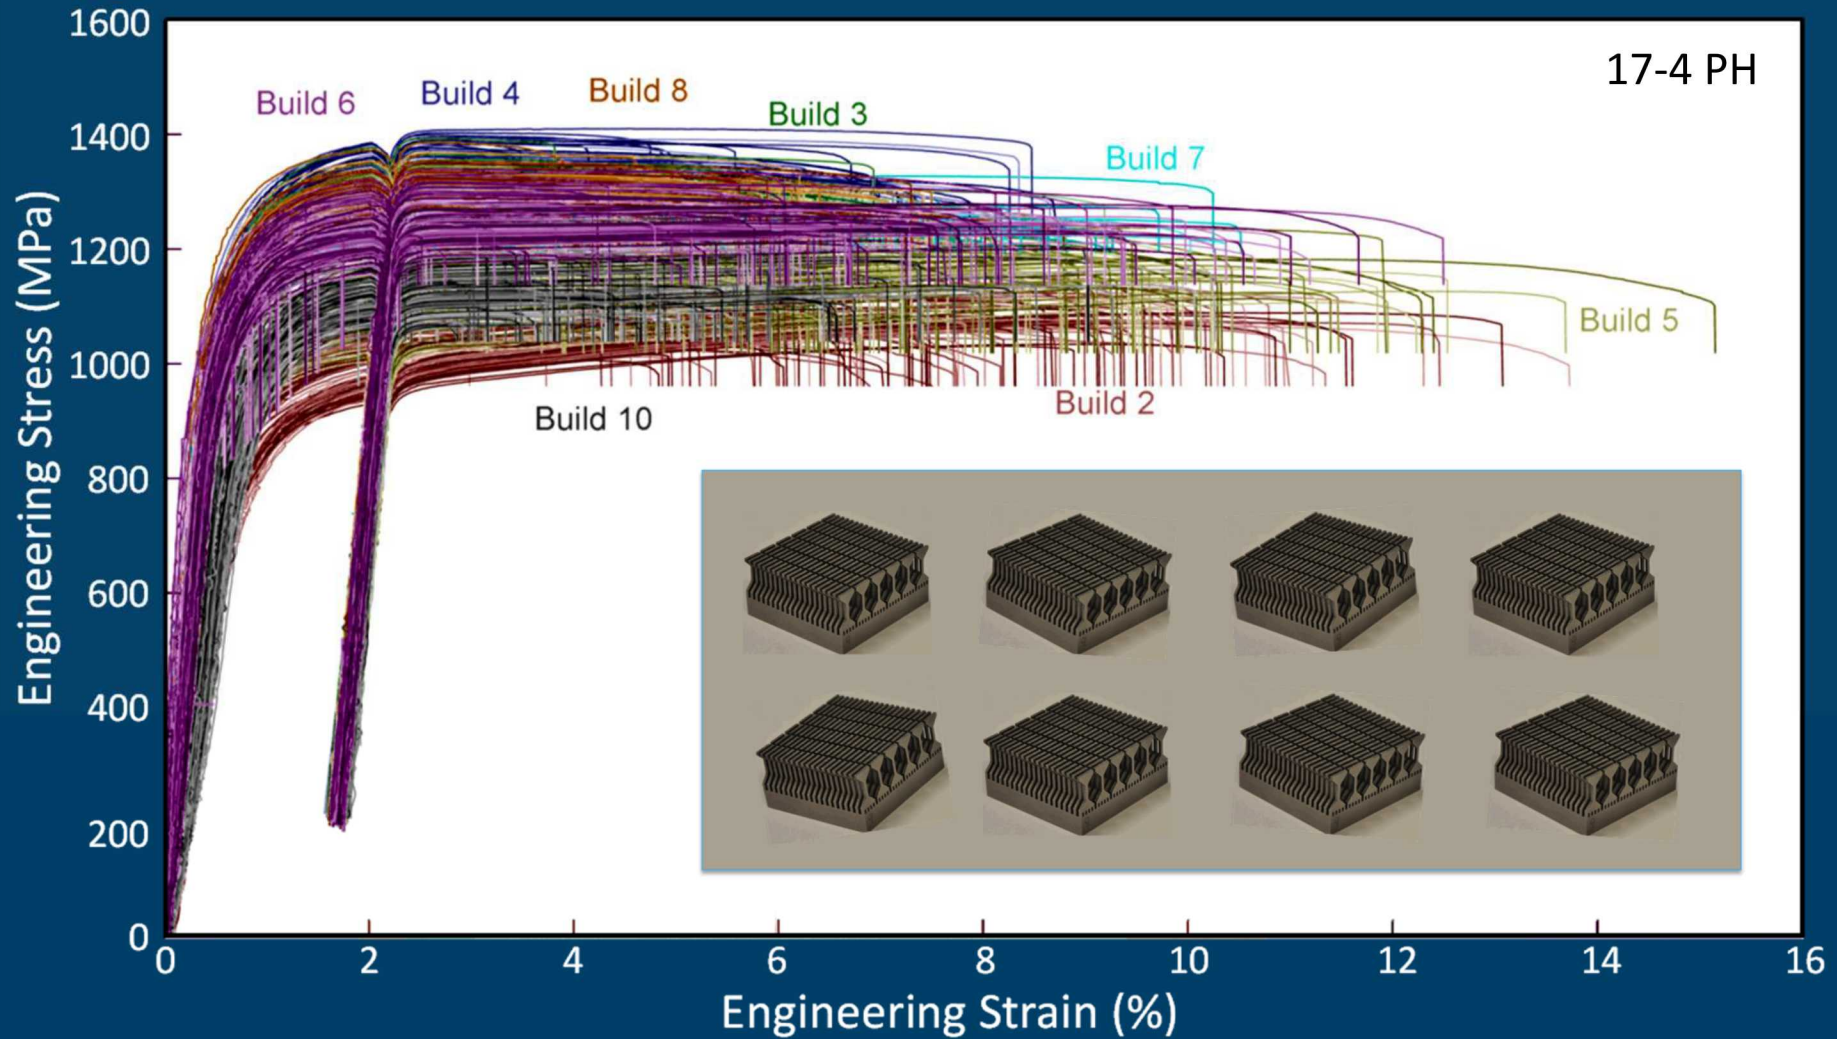 1600
17-4 PH
Build 6
Build 4
Build 8
Build 3
1400
Build 7
1200
Build 5
1000
Build 2
Build 10
800
600
400
200
0
0
2
4
6
8
10
12
14
16
Engineering Stress (MPa)
Engineering Strain (%)